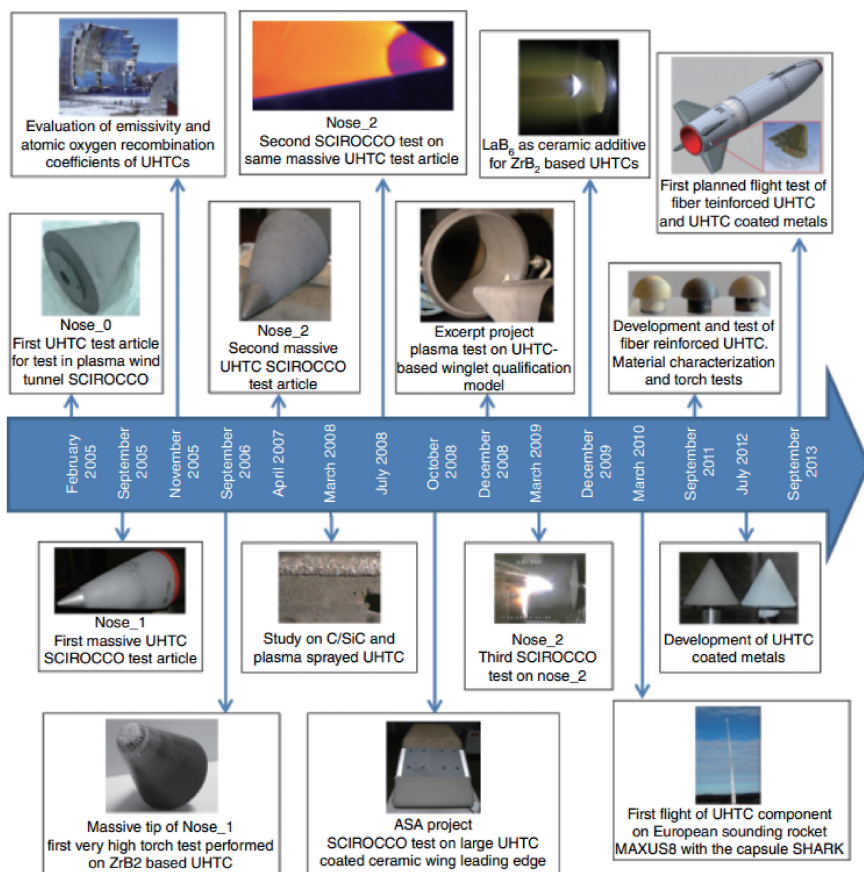 Evaluation of emissivity and
atomic oxygen recombination
coefficients of UHTCs
Nose_2
Second SCIROCCO test on
same massive UHTC test article
LaB6 as ceramic additive
for ZrB2 based UHTCs
First planned flight test of
fiber teinforced UHTC
and UHTC coated metals
Nose_0
First UHTC test article
for test in plasma wind
tunnel SCIROCCO
Nose_2
Second massive
UHTC SCIROCCO
test article
Excerpt project
plasma test on UHTC-
based winglet qualification
model
Development and test of
fiber reinforced UHTC.
Material characterization
and torch tests
February
2005
September
2005
November
2005
September
2006
April 2007
March 2008
July 2008
October
2008
December
2008
March 2009
December
2009
March 2010
September
2011
July 2012
September
2013
Nose_1
First massive UHTC
SCIROCCO test article
Study on C/SiC and
plasma sprayed UHTC
Nose_2
Third SCIROCCO
test on nose_2
Development of UHTC
coated metals
Massive tip of Nose_1
first very high torch test performed
on ZrB2 based UHTC
ASA project
SCIROCCO test on large UHTC
coated ceramic wing leading edge
First flight of UHTC component
on European sounding rocket
MAXUS8 with the capsule SHARK